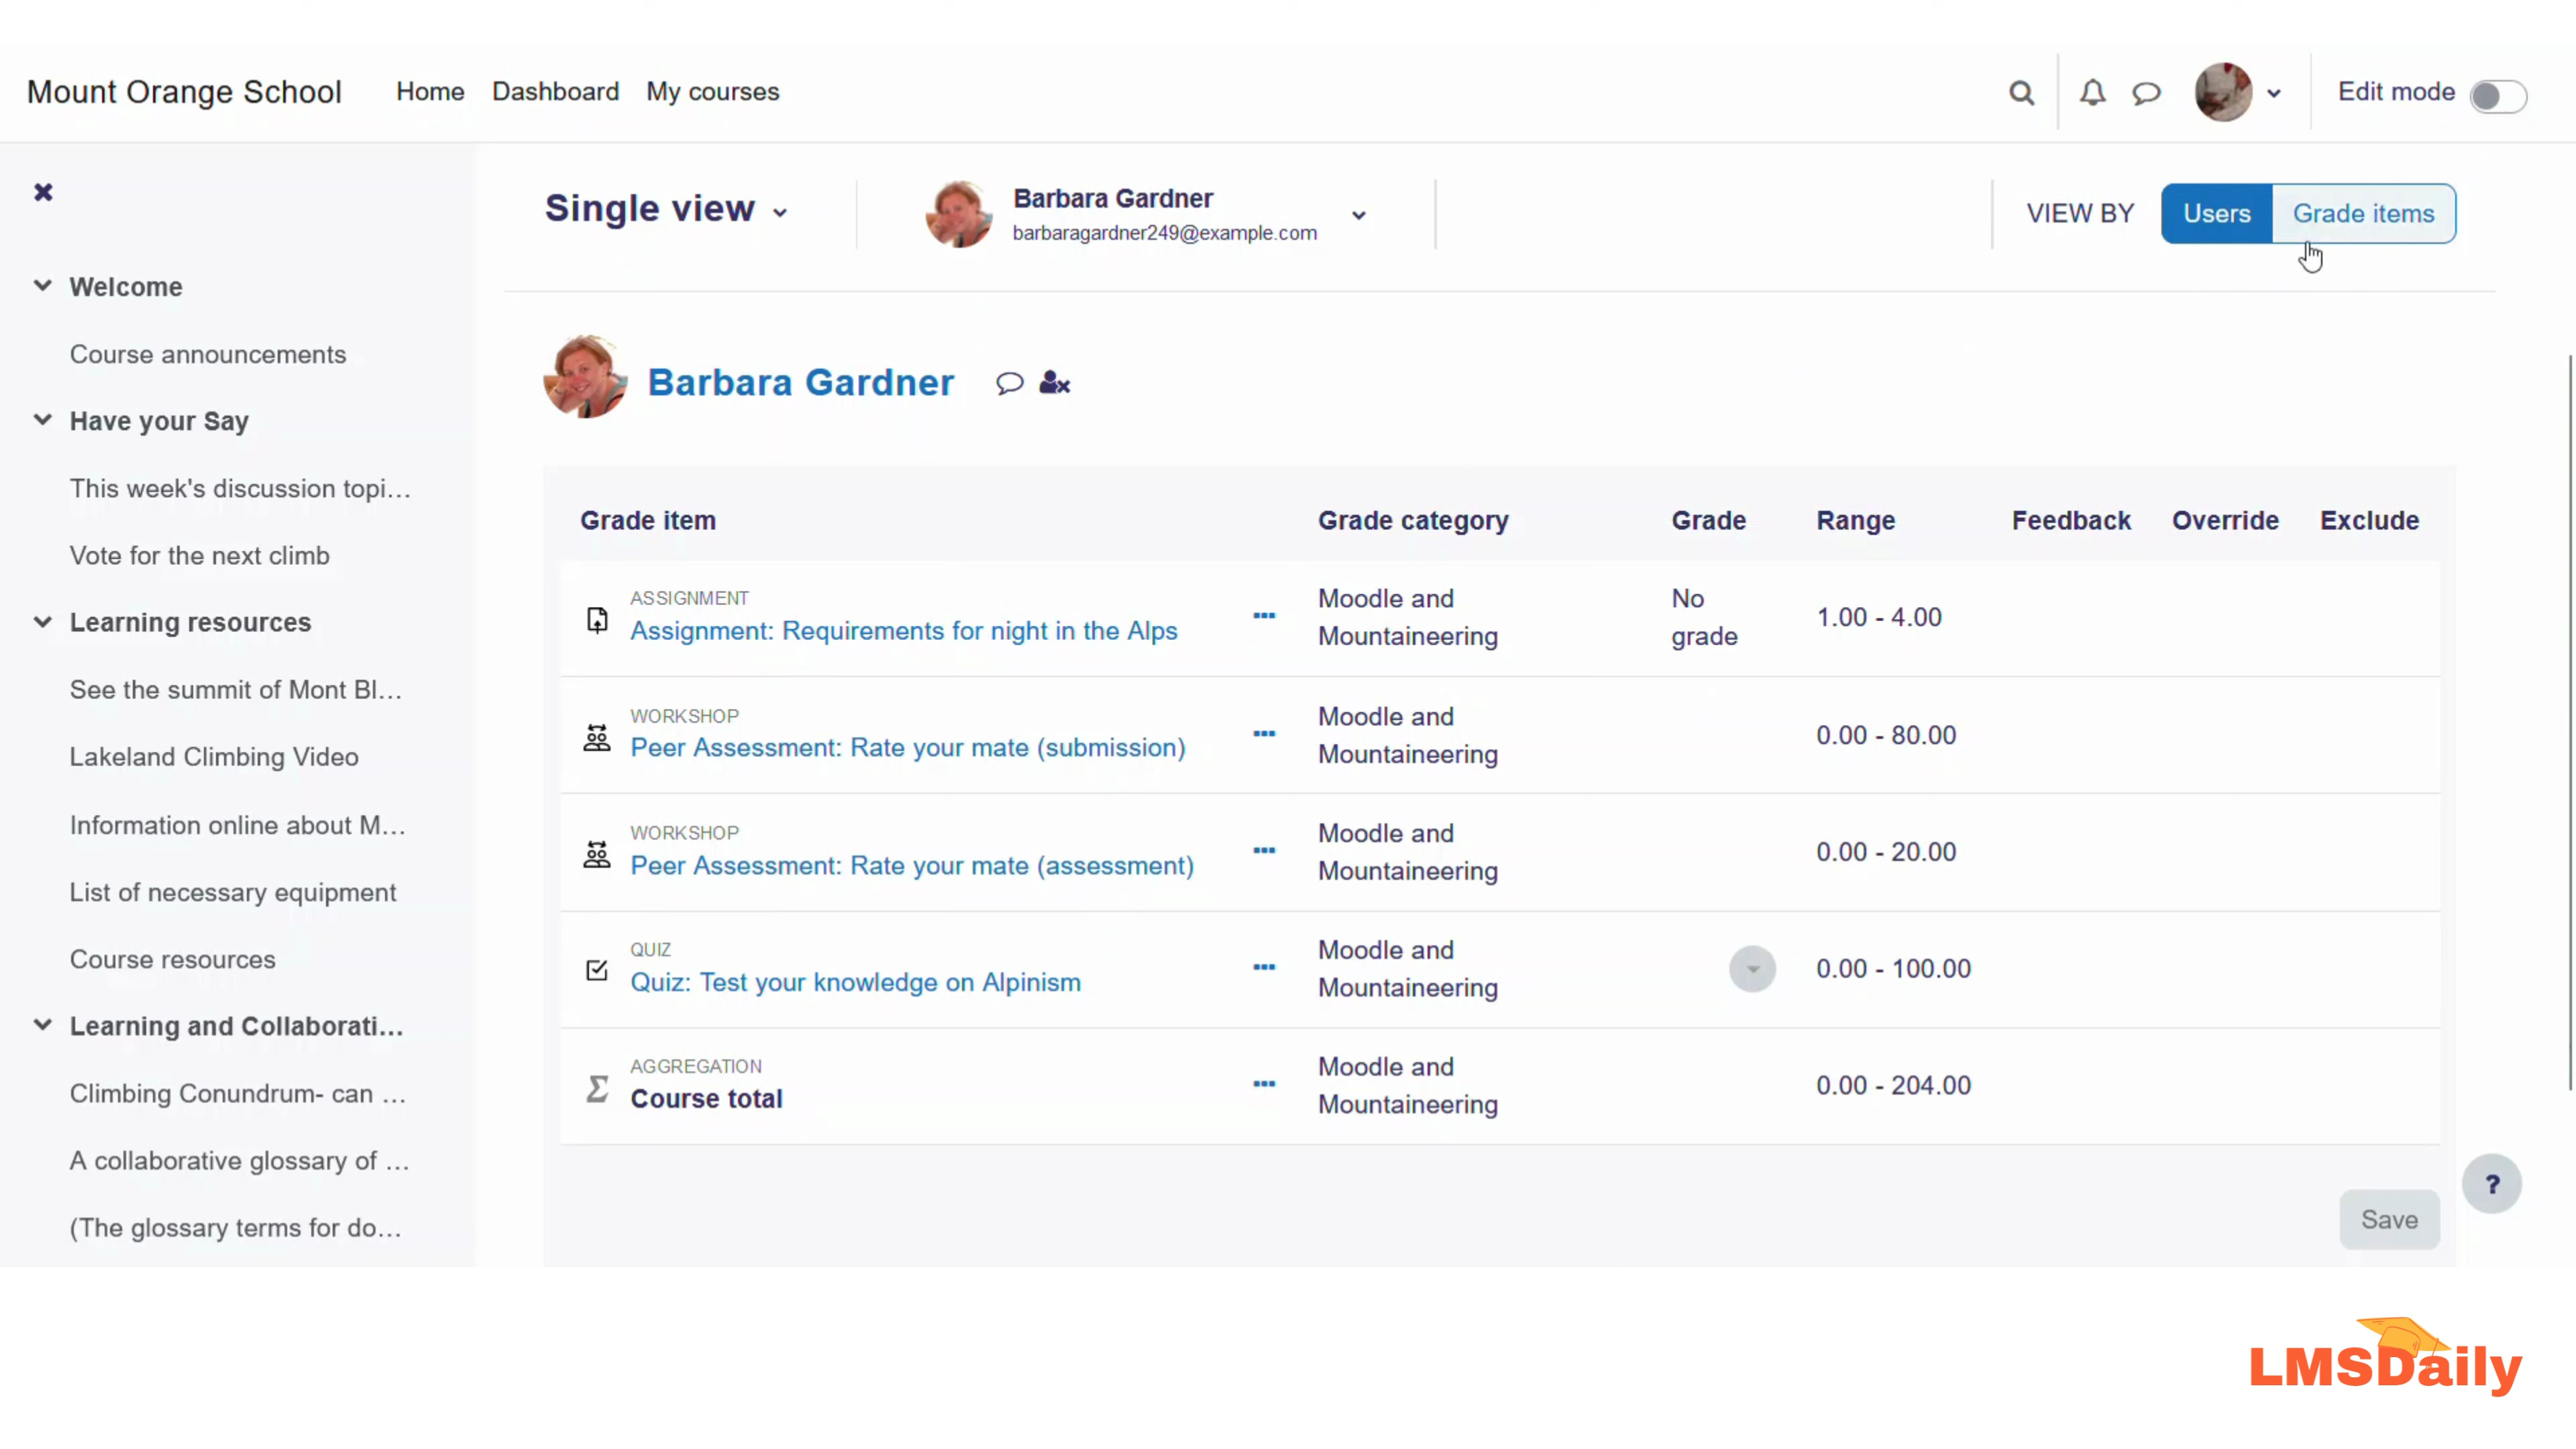 Mount Orange School Home Dashboard My courses Edit mode
Single view Barbara Gardner VIEW BY Users Grade items
barbaragardner249@example.com
Welcome
Course announcements
Have your Say
This week's discussion topi...
Vote for the next climb
Learning resources
See the summit of Mont Bl...
Lakeland Climbing Video
Information online about M...
List of necessary equipment
Course resources
Learning and Collaborati...
Climbing Conundrum- can ...
A collaborative glossary of ...
(The glossary terms for do...
Barbara Gardner
Grade item Grade category Grade Range Feedback Override Exclude
ASSIGNMENT
Assignment: Requirements for night in the Alps
Moodle and
Mountaineering
No
grade
1.00 - 4.00
WORKSHOP
Peer Assessment: Rate your mate (submission)
Moodle and
Mountaineering
0.00 - 80.00
WORKSHOP
Peer Assessment: Rate your mate (assessment)
Moodle and
Mountaineering
0.00 - 20.00
QUIZ
Quiz: Test your knowledge on Alpinism
Moodle and
Mountaineering
0.00 - 100.00
AGGREGATION
Course total
Moodle and
Mountaineering
0.00 - 204.00
?
Save
LMSDaily